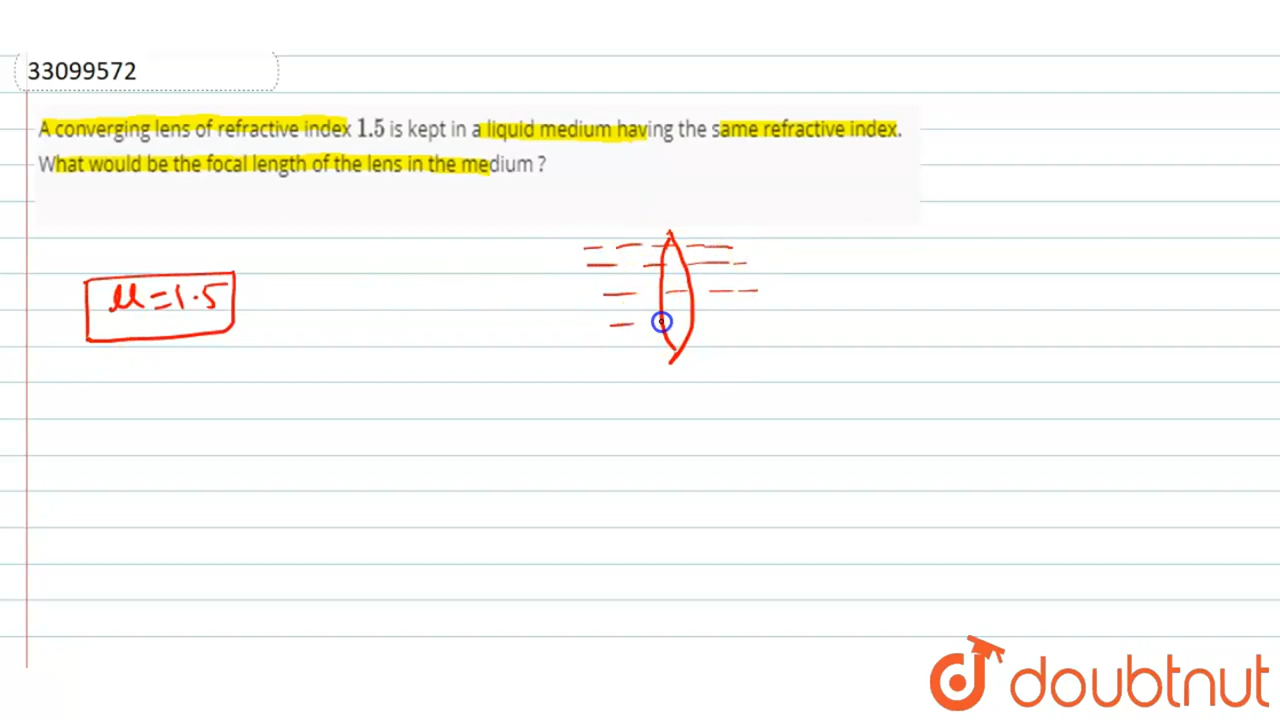 33099572
A converging lens of refractive index 1.5 is kept in a liquid medium having the same refractive index.
What would be the focal length of the lens in the medium ?
μ=1.5
doubtnut